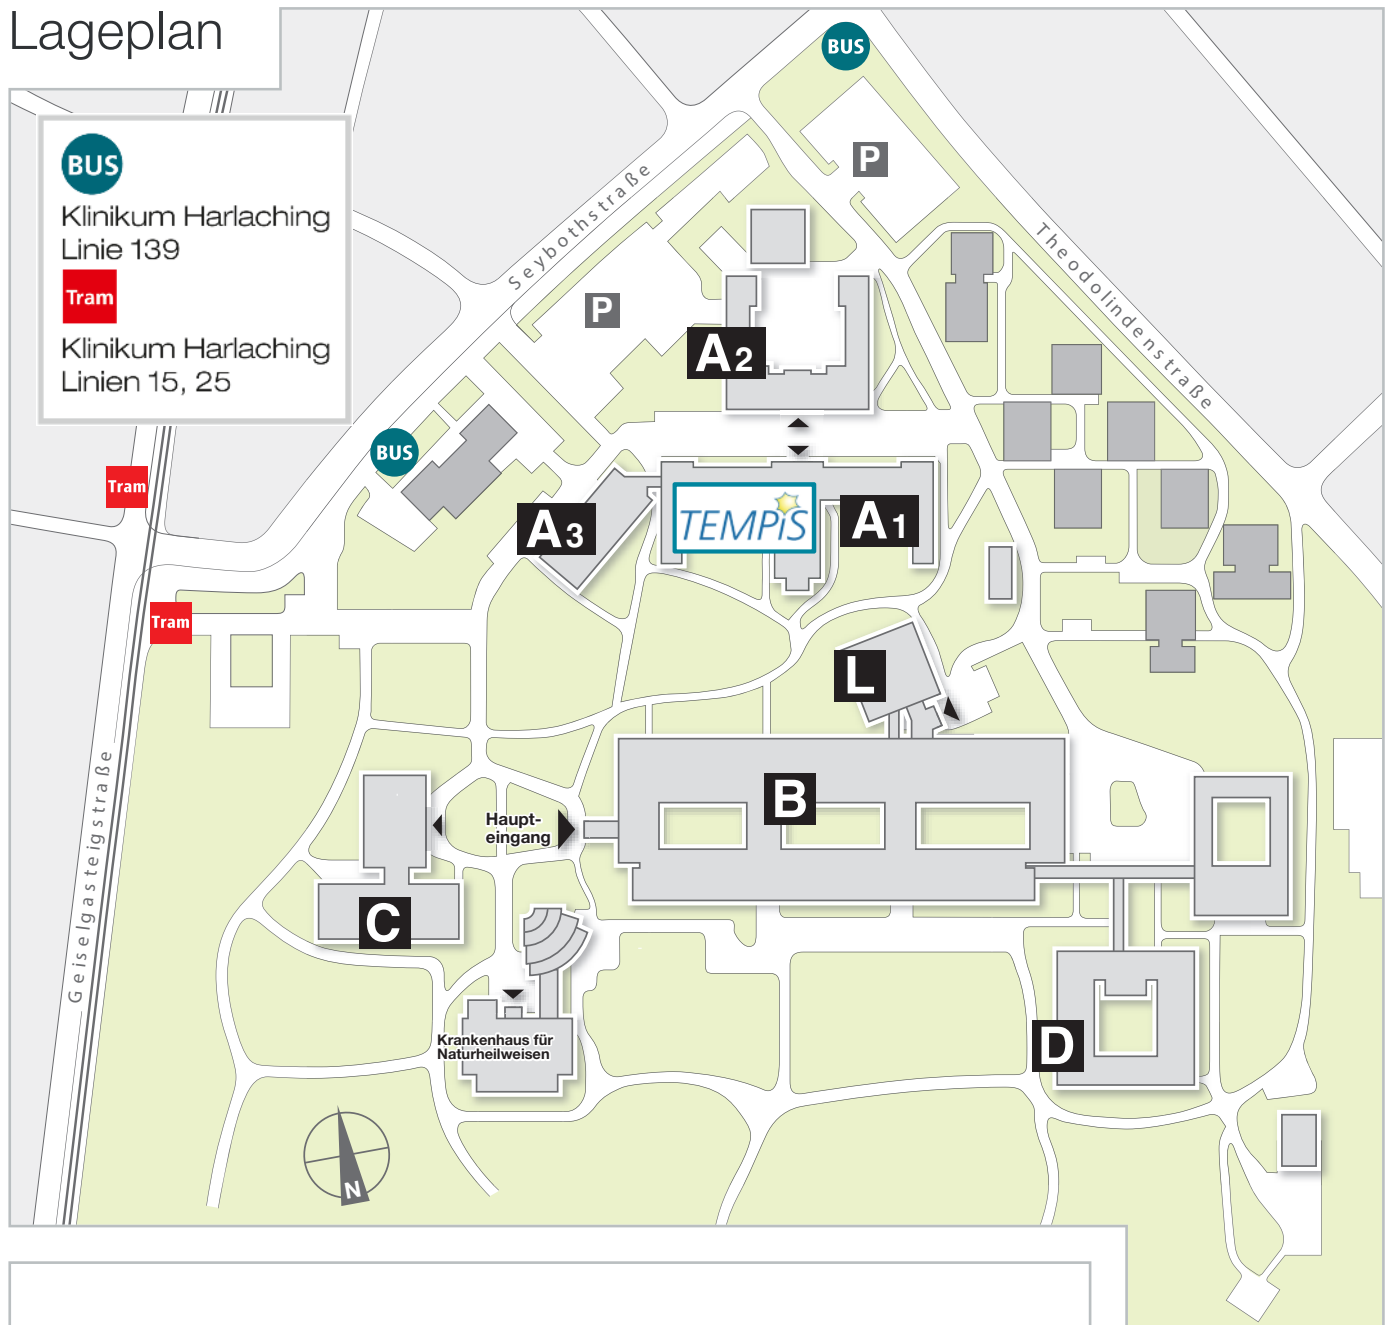 Lageplan
BUS
BUS
Klinikum Harlaching
Linie 139
Tram
Klinikum Harlaching
Linien 15, 25
P
Seybothstraße
Theodolindenstraße
P
A2
BUS
Tram
A3
TEMPiS
A1
Tram
L
Geiselgasteigstraße
B
Haupt-
eingang
C
Krankenhaus für
Naturheilweisen
D
N